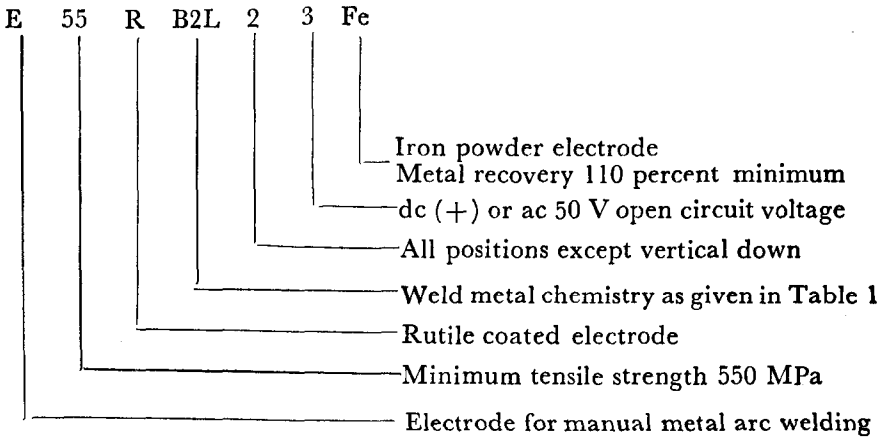 E 55 R B2L 2 3 Fe
Iron powder electrode
Metal recovery 110 percent minimum
dc (+) or ac 50 V open circuit voltage
All positions except vertical down
Weld metal chemistry as given in Table 1
Rutile coated electrode
Minimum tensile strength 550 MPa
Electrode for manual metal arc welding